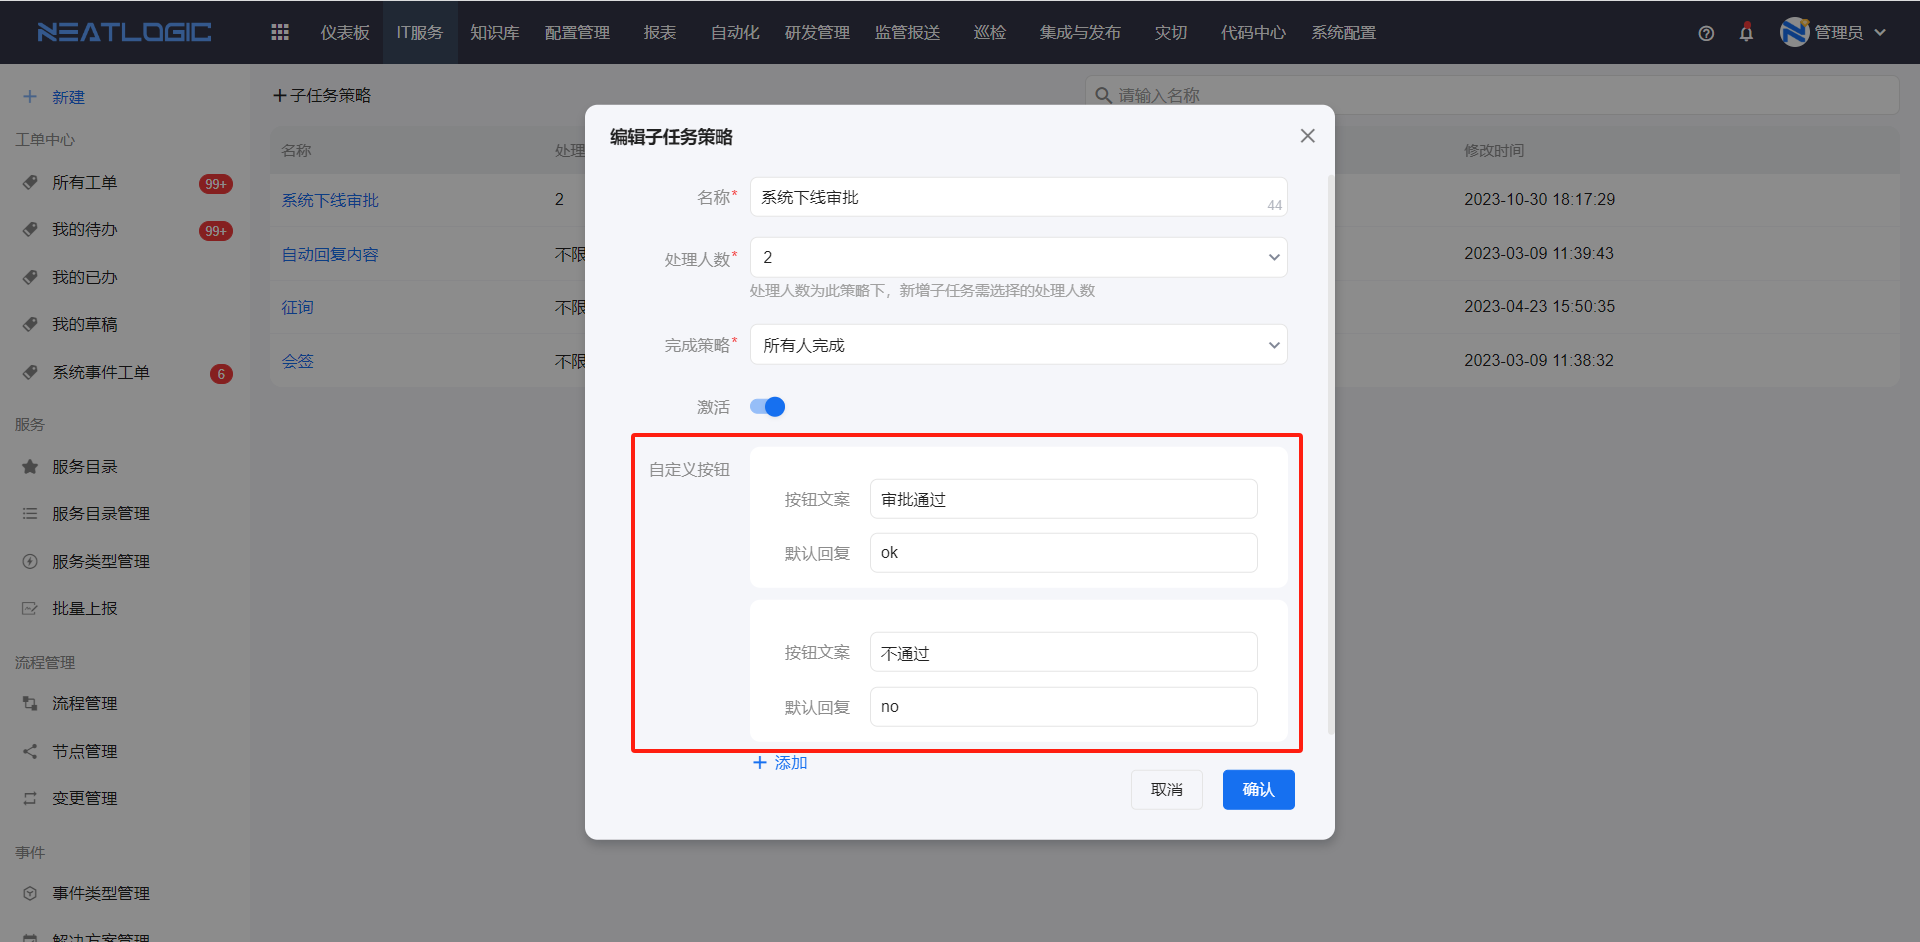 NEATLOGIC
仪表板 IT服务 知识库 配置管理 报表 自动化 研发管理 监管报送 巡检 集成与发布 灾切 代码中心 系统配置
管理员
新建
工单中心
所有工单 99+
我的待办 99+
我的已办
我的草稿
系统事件工单 6
服务
服务目录
服务目录管理
服务类型管理
批量上报
流程管理
流程管理
节点管理
变更管理
事件
事件类型管理
解决方案管理
子任务策略
请输入名称
名称 处理 修改时间
系统下线审批 2 2023-10-30 18:17:29
自动回复内容 不限 2023-03-09 11:39:43
征询 不限 2023-04-23 15:50:35
会签 不限 2023-03-09 11:38:32
编辑子任务策略
名称* 系统下线审批 44
处理人数* 2
处理人数为此策略下，新增子任务需选择的处理人数
完成策略* 所有人完成
激活
自定义按钮
按钮文案 审批通过
默认回复 ok
按钮文案 不通过
默认回复 no
添加
取消 确认